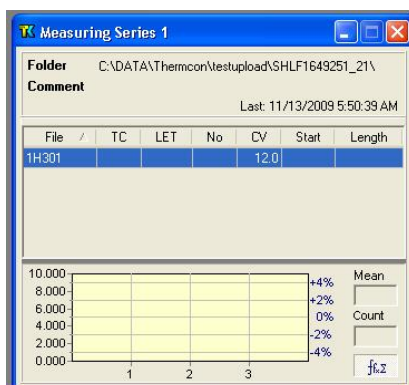 TK Measuring Series 1
Folder C:\DATA\Thermcon\testupload\SHLF1649251_21\
Comment
Last: 11/13/2009 5:50:39 AM
File TC LET No CV Start Length
1H301 12.0
10.000 +4% Mean
8.000 +2%
6.000 0% Count
4.000 -2%
2.000 -4%
0.000
1 2 3